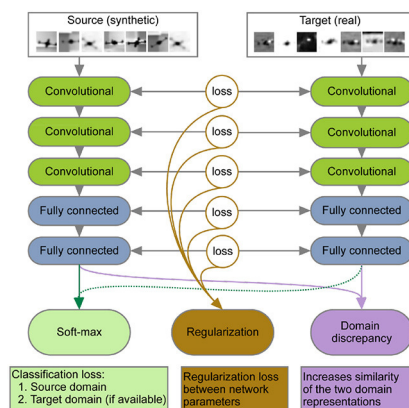 Source (synthetic)
Target (real)
Convolutional
loss
Convolutional
Convolutional
loss
Convolutional
Convolutional
loss
Convolutional
Fully connected
loss
Fully connected
Fully connected
loss
Fully connected
Soft-max
Regularization
Domain
discrepancy
Classification loss:
1. Source domain
2. Target domain (if available)
Regularization loss
between network
parameters
Increases similarity
of the two domain
representations